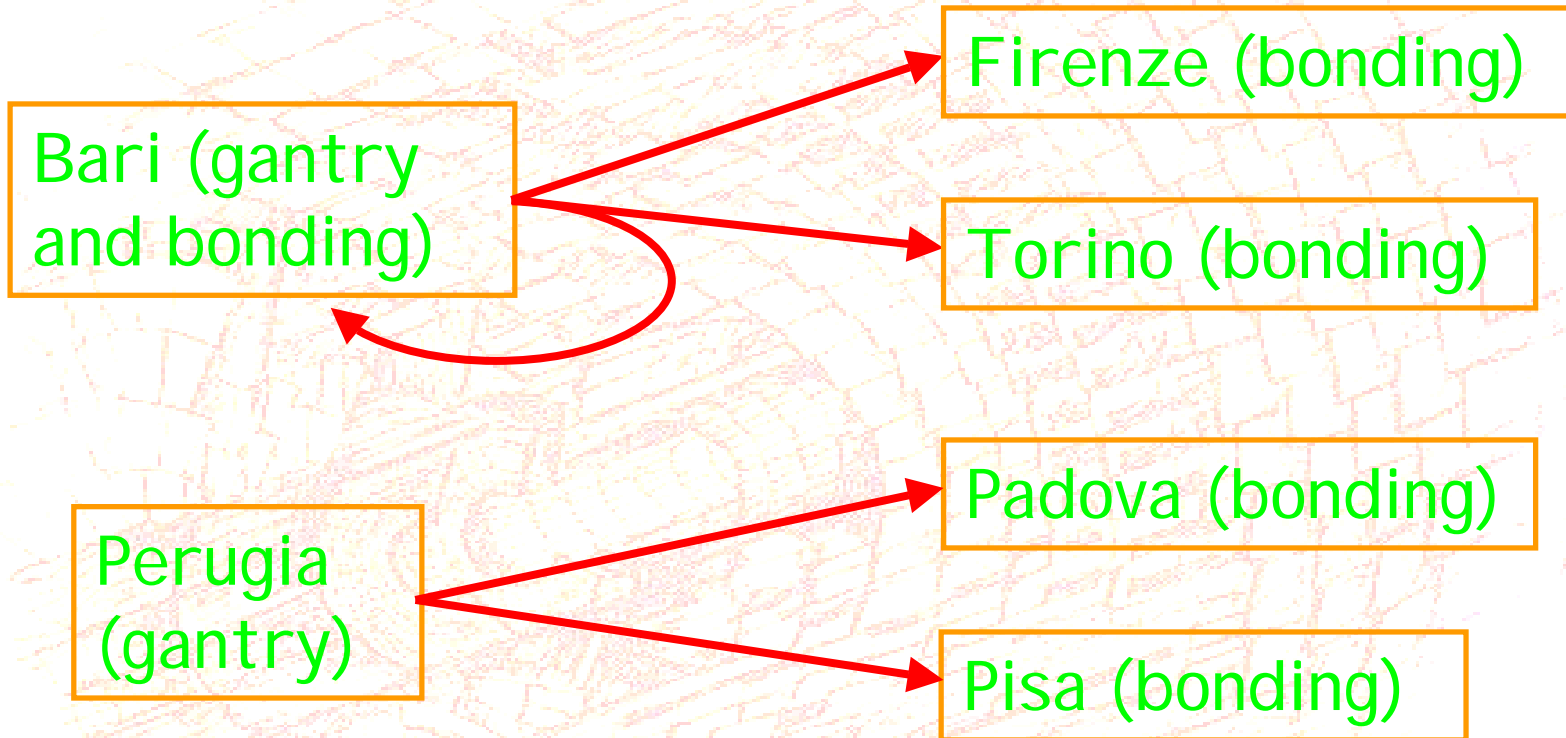 Firenze (bonding)
Bari (gantry
and bonding)
Torino (bonding)
Padova (bonding)
Perugia
(gantry)
Pisa (bonding)